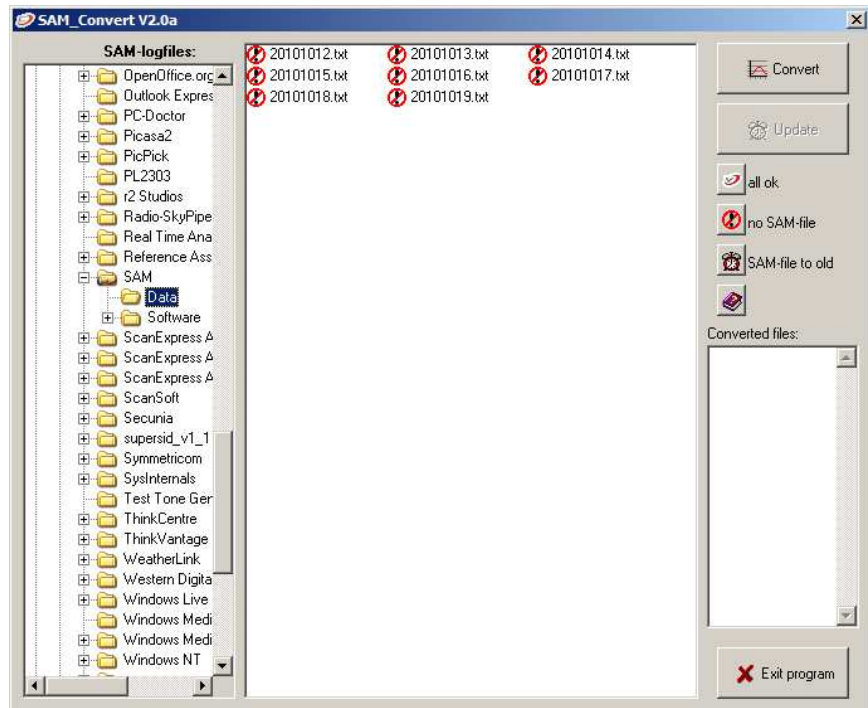 SAM_Convert V2.0a
SAM-logfiles:
OpenOffice.org
Outlook Expres
PC-Doctor
Picasa2
PicPick
PL2303
r2 Studios
Radio-SkyPipe
Real Time Ana
Reference Ass
SAM
Data
Software
ScanExpress A
ScanExpress A
ScanExpress A
ScanSoft
Secunia
supersid_v1_1
Symmetricom
SysInternals
Test Tone Ger
ThinkCentre
ThinkVantage
WeatherLink
Western Digita
Windows Live
Windows Medi
Windows Medi
Windows NT
20101012.txt 20101013.txt 20101014.txt
20101015.txt 20101016.txt 20101017.txt
20101018.txt 20101019.txt
Convert
Update
all ok
no SAM-file
SAM-file to old
Converted files:
Exit program